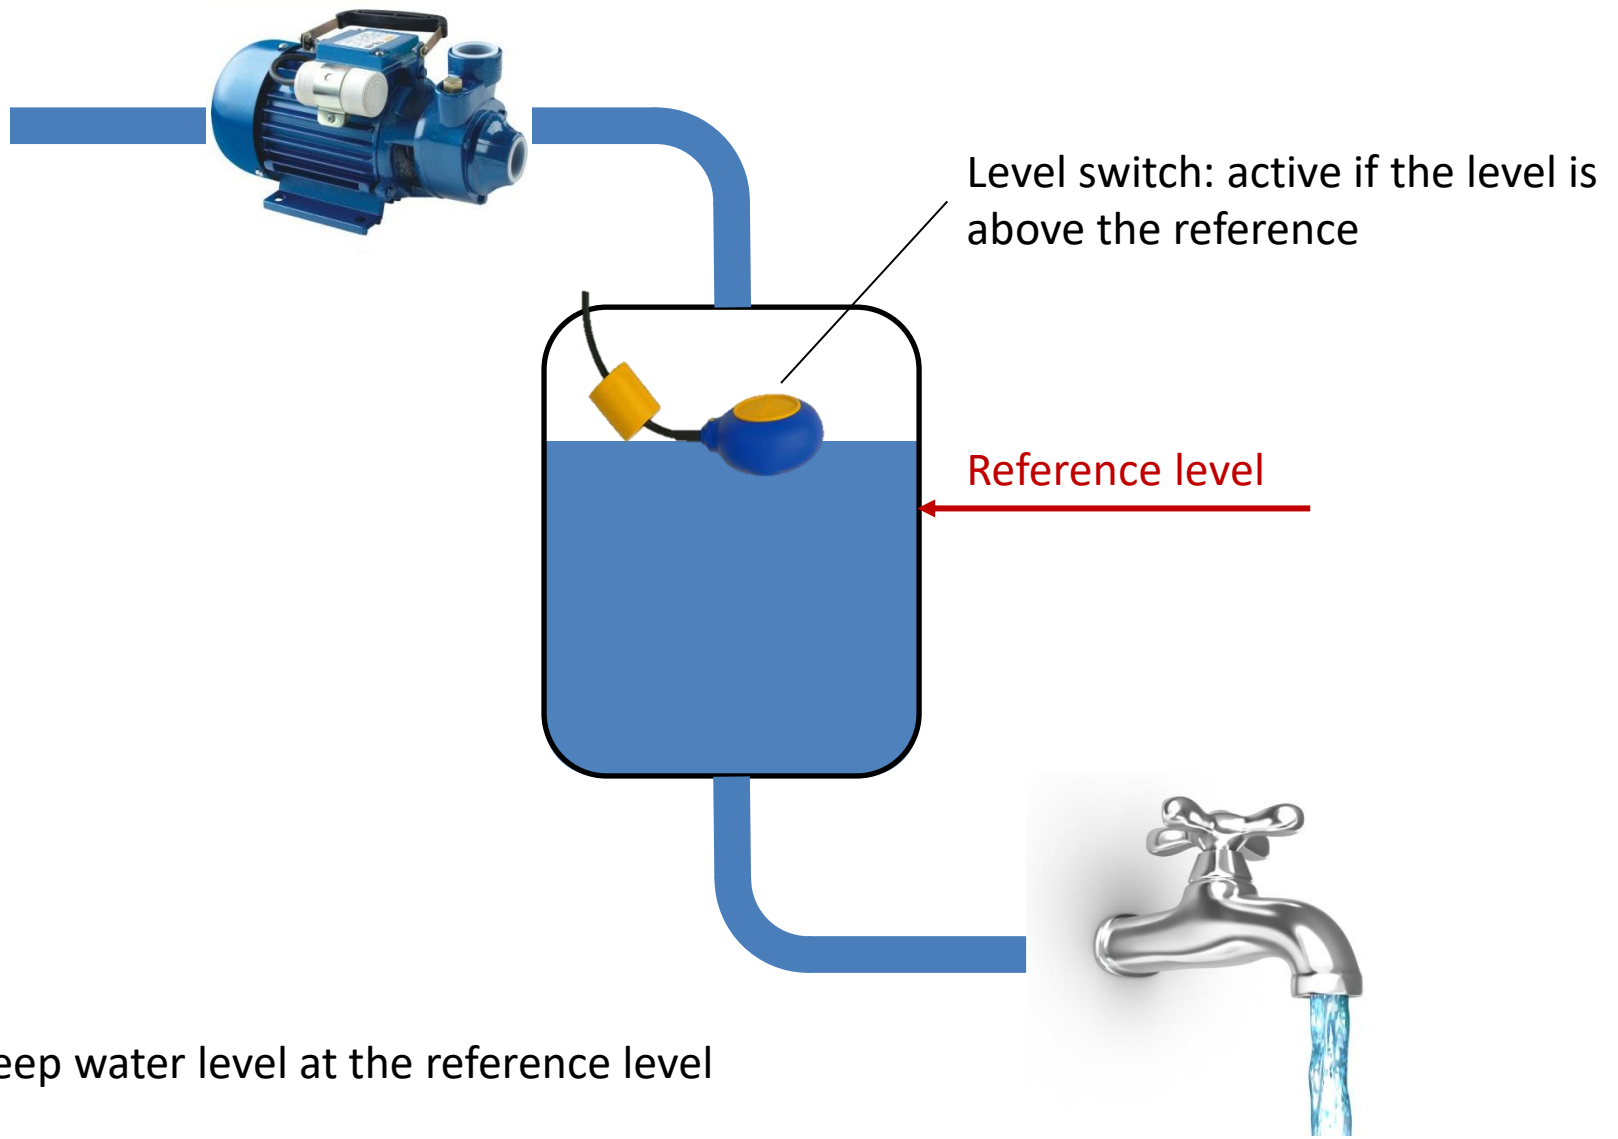 Level switch: active if the level is
above the reference
Reference level
eep water level at the reference level